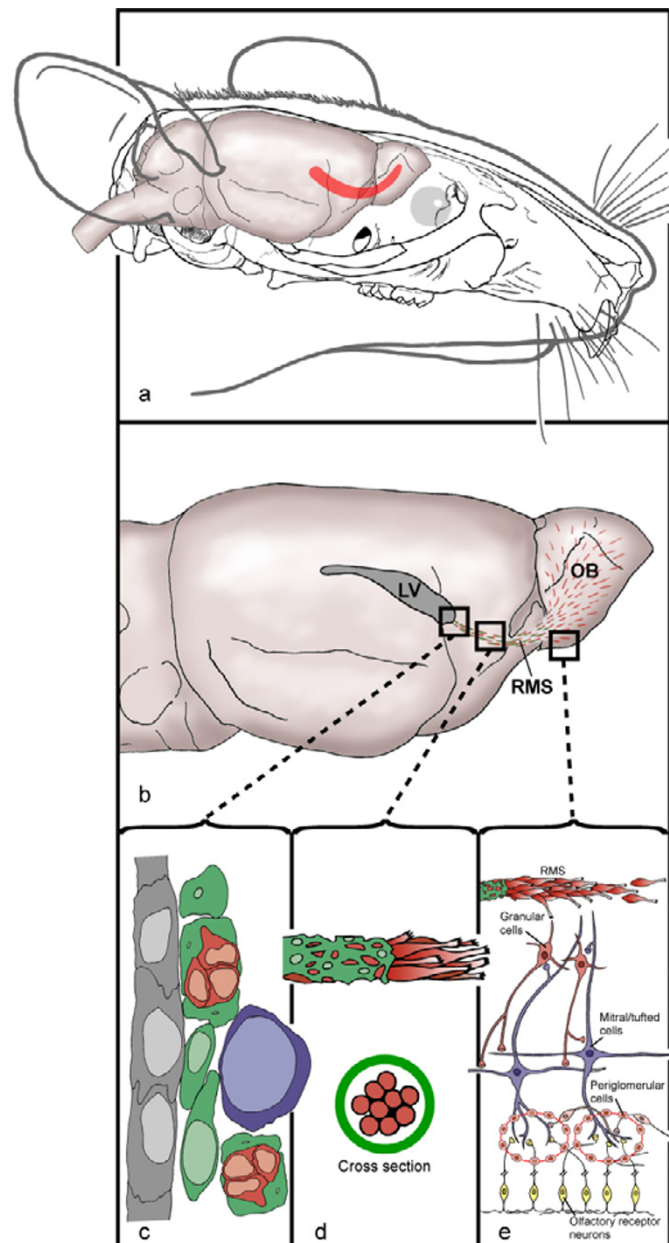 a
LV
OB
RMS
b
c
Cross section
d
RMS
Granular
cells
Mitral/tufted
cells
Periglomerular
cells
Olfactory receptor
neurons
e